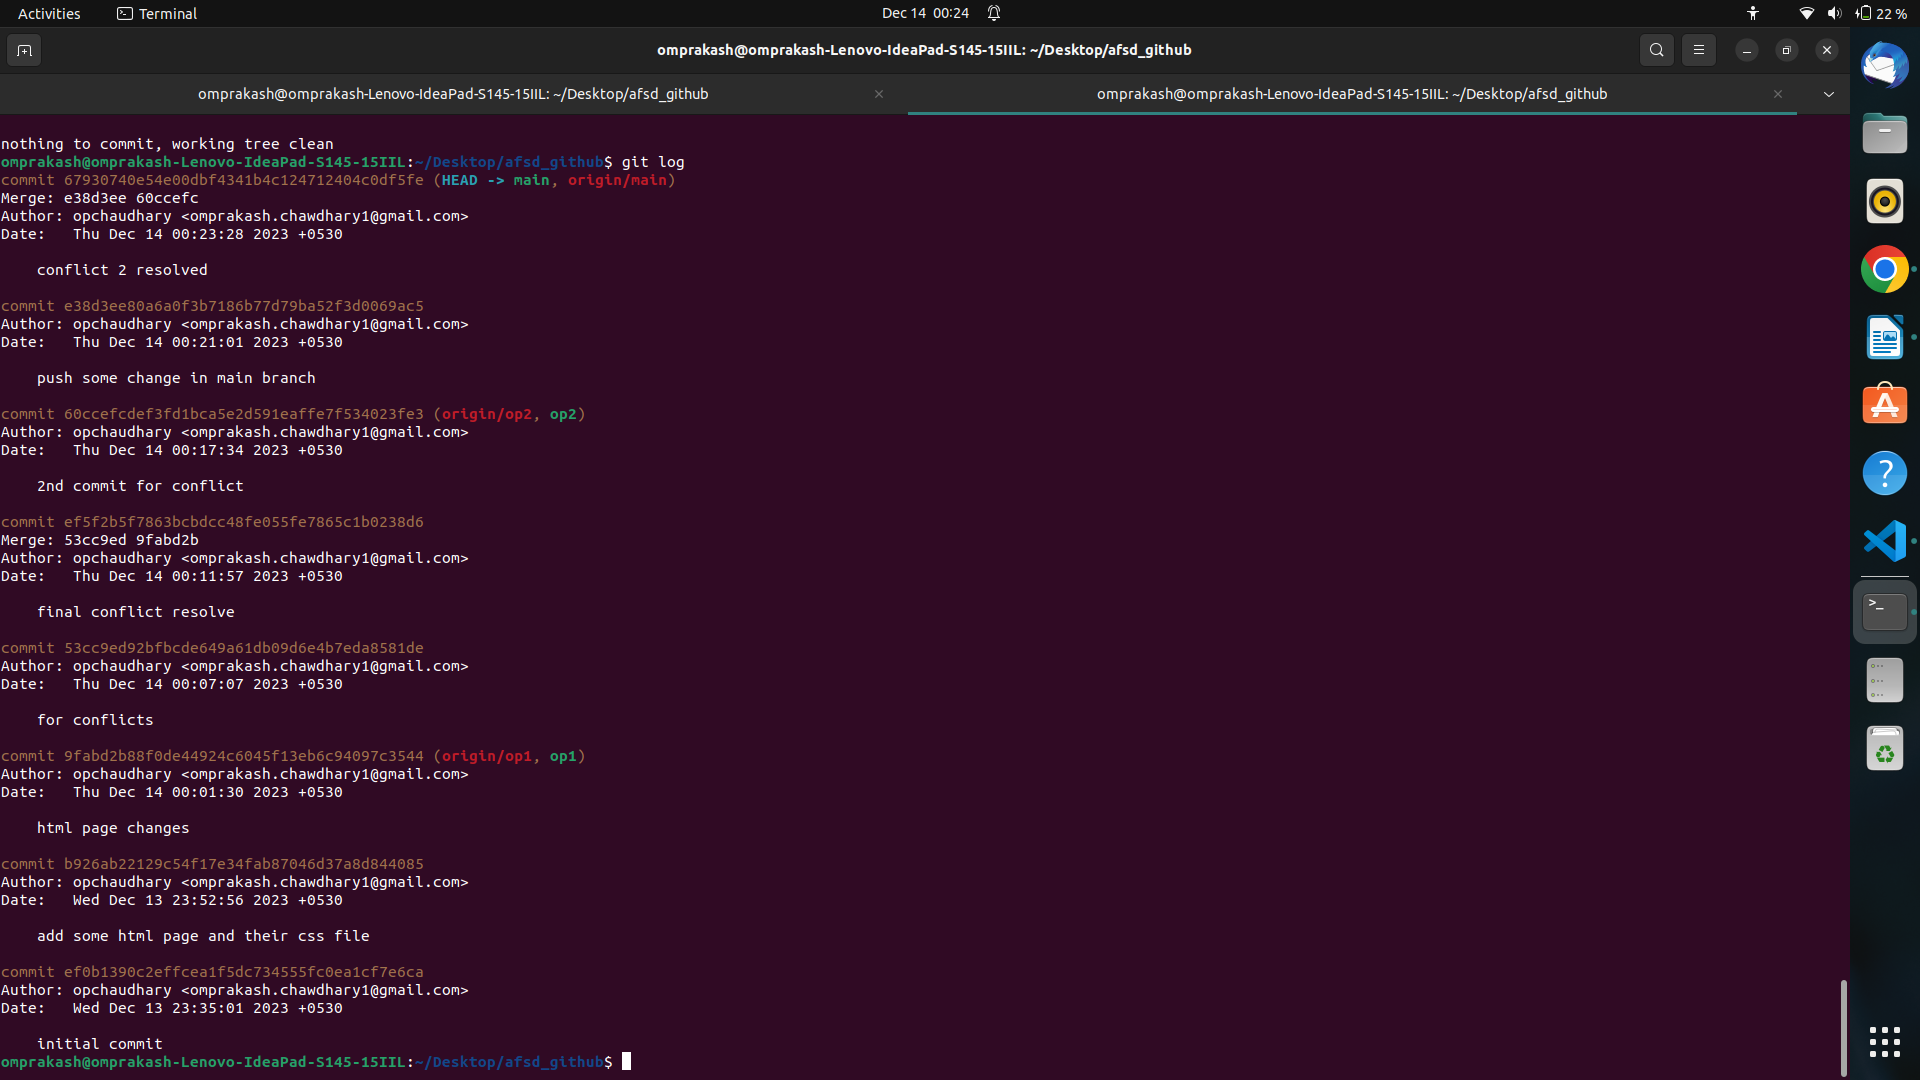 Activities
Terminal
Dec 14 00:24
22 %
omprakash@omprakash-Lenovo-IdeaPad-S145-15IIL: ~/Desktop/afsd_github
omprakash@omprakash-Lenovo-IdeaPad-S145-15IIL: ~/Desktop/afsd_github
omprakash@omprakash-Lenovo-IdeaPad-S145-15IIL: ~/Desktop/afsd_github
nothing to commit, working tree clean
omprakash@omprakash-Lenovo-IdeaPad-S145-15IIL:~/Desktop/afsd_github$ git log
commit 67930740e54e00dbf4341b4c124712404c0df5fe (HEAD -> main, origin/main)
Merge: e38d3ee 60ccefc
Author: opchaudhary <omprakash.chawdhary1@gmail.com>
Date:   Thu Dec 14 00:23:28 2023 +0530
    conflict 2 resolved
commit e38d3ee80a6a0f3b7186b77d79ba52f3d0069ac5
Author: opchaudhary <omprakash.chawdhary1@gmail.com>
Date:   Thu Dec 14 00:21:01 2023 +0530
    push some change in main branch
commit 60ccefcdef3fd1bca5e2d591eaffe7f534023fe3 (origin/op2, op2)
Author: opchaudhary <omprakash.chawdhary1@gmail.com>
Date:   Thu Dec 14 00:17:34 2023 +0530
    2nd commit for conflict
commit ef5f2b5f7863bcbdcc48fe055fe7865c1b0238d6
Merge: 53cc9ed 9fabd2b
Author: opchaudhary <omprakash.chawdhary1@gmail.com>
Date:   Thu Dec 14 00:11:57 2023 +0530
    final conflict resolve
commit 53cc9ed92bfbcde649a61db09d6e4b7eda8581de
Author: opchaudhary <omprakash.chawdhary1@gmail.com>
Date:   Thu Dec 14 00:07:07 2023 +0530
    for conflicts
commit 9fabd2b88f0de44924c6045f13eb6c94097c3544 (origin/op1, op1)
Author: opchaudhary <omprakash.chawdhary1@gmail.com>
Date:   Thu Dec 14 00:01:30 2023 +0530
    html page changes
commit b926ab22129c54f17e34fab87046d37a8d844085
Author: opchaudhary <omprakash.chawdhary1@gmail.com>
Date:   Wed Dec 13 23:52:56 2023 +0530
    add some html page and their css file
commit ef0b1390c2effcea1f5dc734555fc0ea1cf7e6ca
Author: opchaudhary <omprakash.chawdhary1@gmail.com>
Date:   Wed Dec 13 23:35:01 2023 +0530
    initial commit
omprakash@omprakash-Lenovo-IdeaPad-S145-15IIL:~/Desktop/afsd_github$